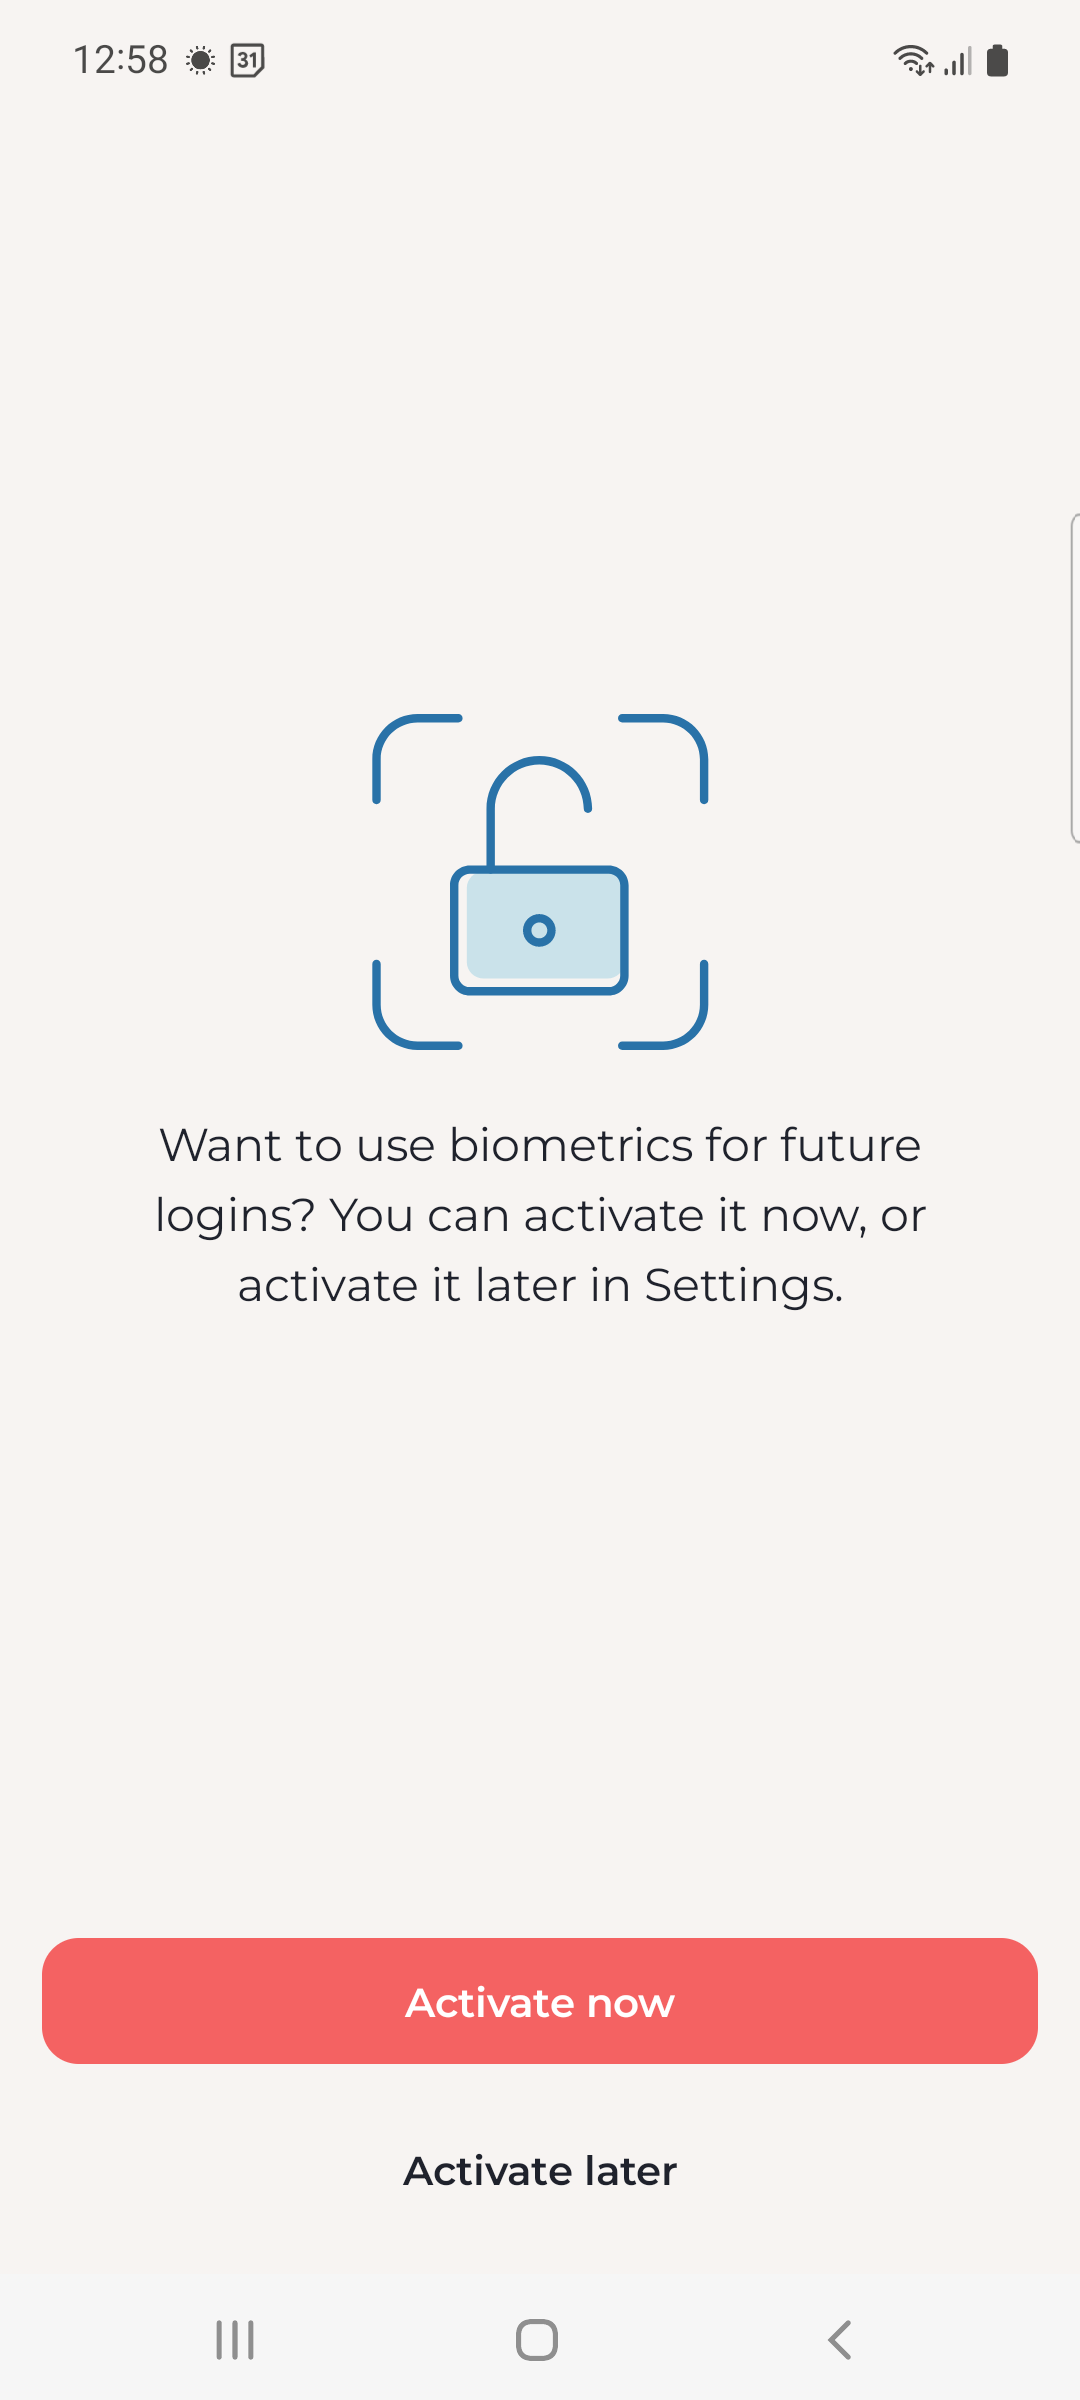 12:58
31
Want to use biometrics for future
logins? You can activate it now, or
activate it later in Settings.
Activate now
Activate later